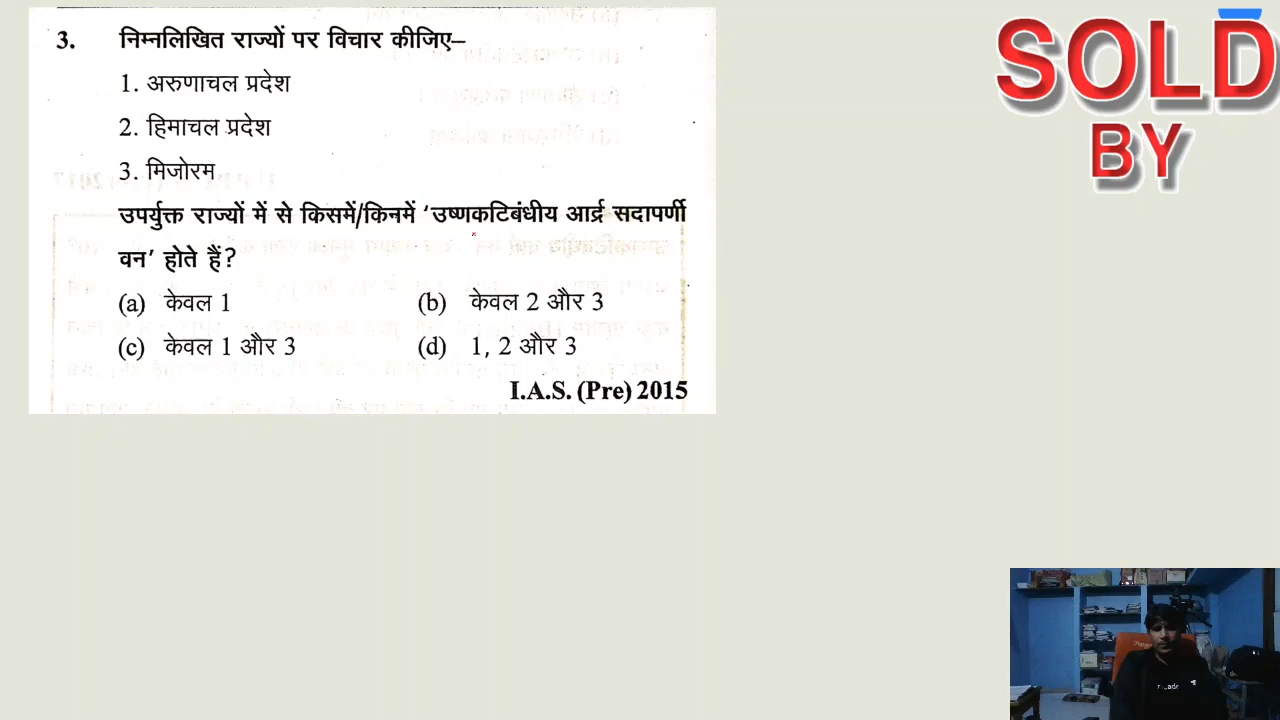 3. निम्नलिखित राज्यों पर विचार कीजिए–
1. अरुणाचल प्रदेश
2. हिमाचल प्रदेश
3. मिजोरम
उपर्युक्त राज्यों में से किसमें/किनमें 'उष्णकटिबंधीय आर्द्र सदापर्णी
वन' होते हैं?
(a) केवल 1 (b) केवल 2 और 3
(c) केवल 1 और 3 (d) 1, 2 और 3
I.A.S. (Pre) 2015
SOLD
BY